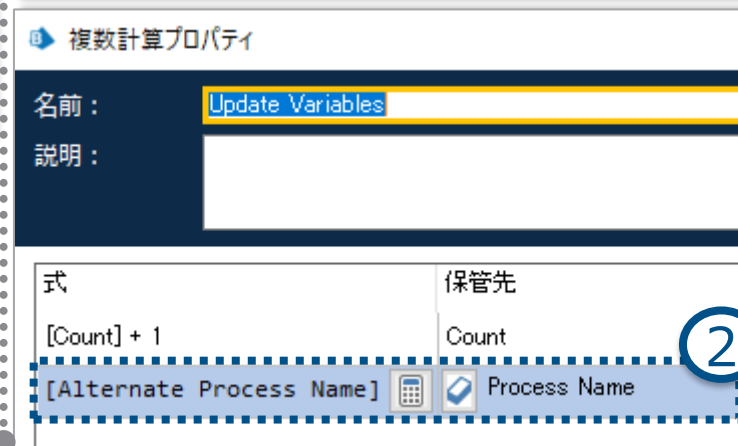 複数計算プロパティ
名前：
Update Variables
説明：
式
保管先
[Count] + 1
Count
2
[Alternate Process Name]
Process Name